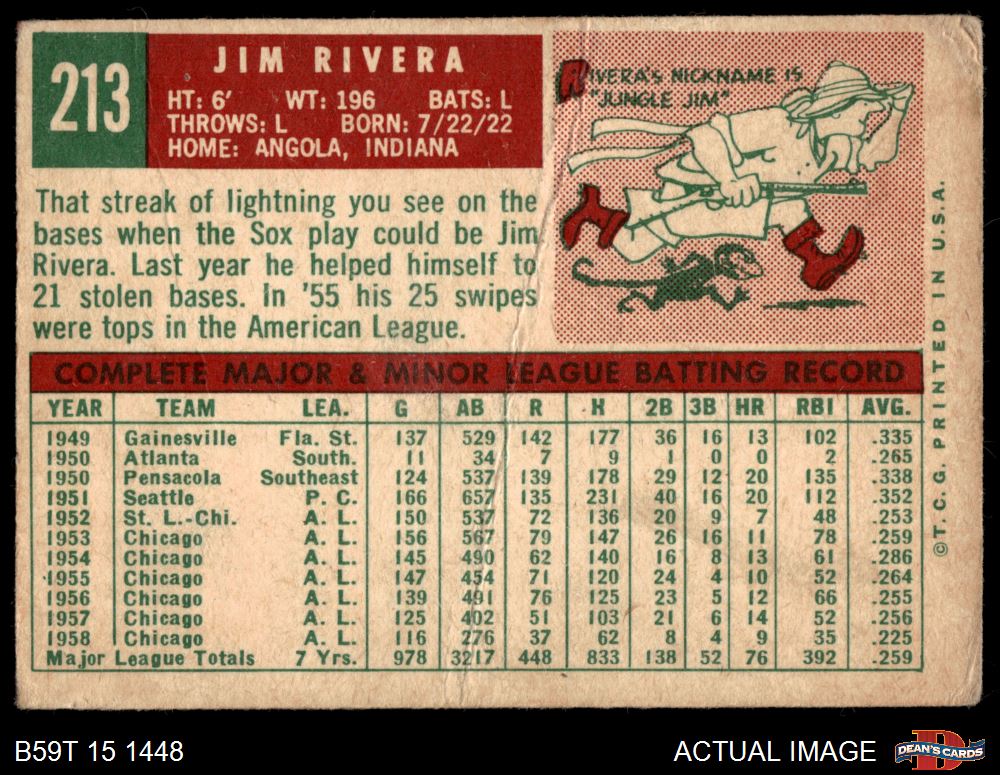 213
JIM RIVERA
HT: 6' WT: 196 BATS: L
THROWS: L BORN: 7/22/22
HOME: ANGOLA, INDIANA
RIVERA'S NICKNAME IS
"JUNGLE JIM"
That streak of lightning you see on the
bases when the Sox play could be Jim
Rivera. Last year he helped himself to
21 stolen bases. In '55 his 25 swipes
were tops in the American League.
COMPLETE MAJOR & MINOR LEAGUE BATTING RECORD
YEAR TEAM LEA. G AB R H 2B 3B HR RBI AVG.
1949 Gainesville Fla. St. 137 529 142 177 36 16 13 102 .335
1950 Atlanta South. 11 34 7 9 1 0 0 2 .265
1950 Pensacola Southeast 124 537 139 178 29 12 20 135 .338
1951 Seattle P. C. 166 657 135 231 40 16 20 112 .352
1952 St. L.-Chi. A. L. 150 537 72 136 20 9 7 48 .253
1953 Chicago A. L. 156 567 79 147 26 16 11 78 .259
1954 Chicago A. L. 145 490 62 140 16 8 13 61 .286
1955 Chicago A. L. 147 454 71 120 24 4 10 52 .264
1956 Chicago A. L. 139 491 76 125 23 5 12 66 .255
1957 Chicago A. L. 125 402 51 103 21 6 14 52 .256
1958 Chicago A. L. 116 276 37 62 8 4 9 35 .225
Major League Totals 7 Yrs. 978 3217 448 833 138 52 76 392 .259
©T. C. G. PRINTED IN U.S.A.
B59T 15 1448
ACTUAL IMAGE
DEAN'S CARDS